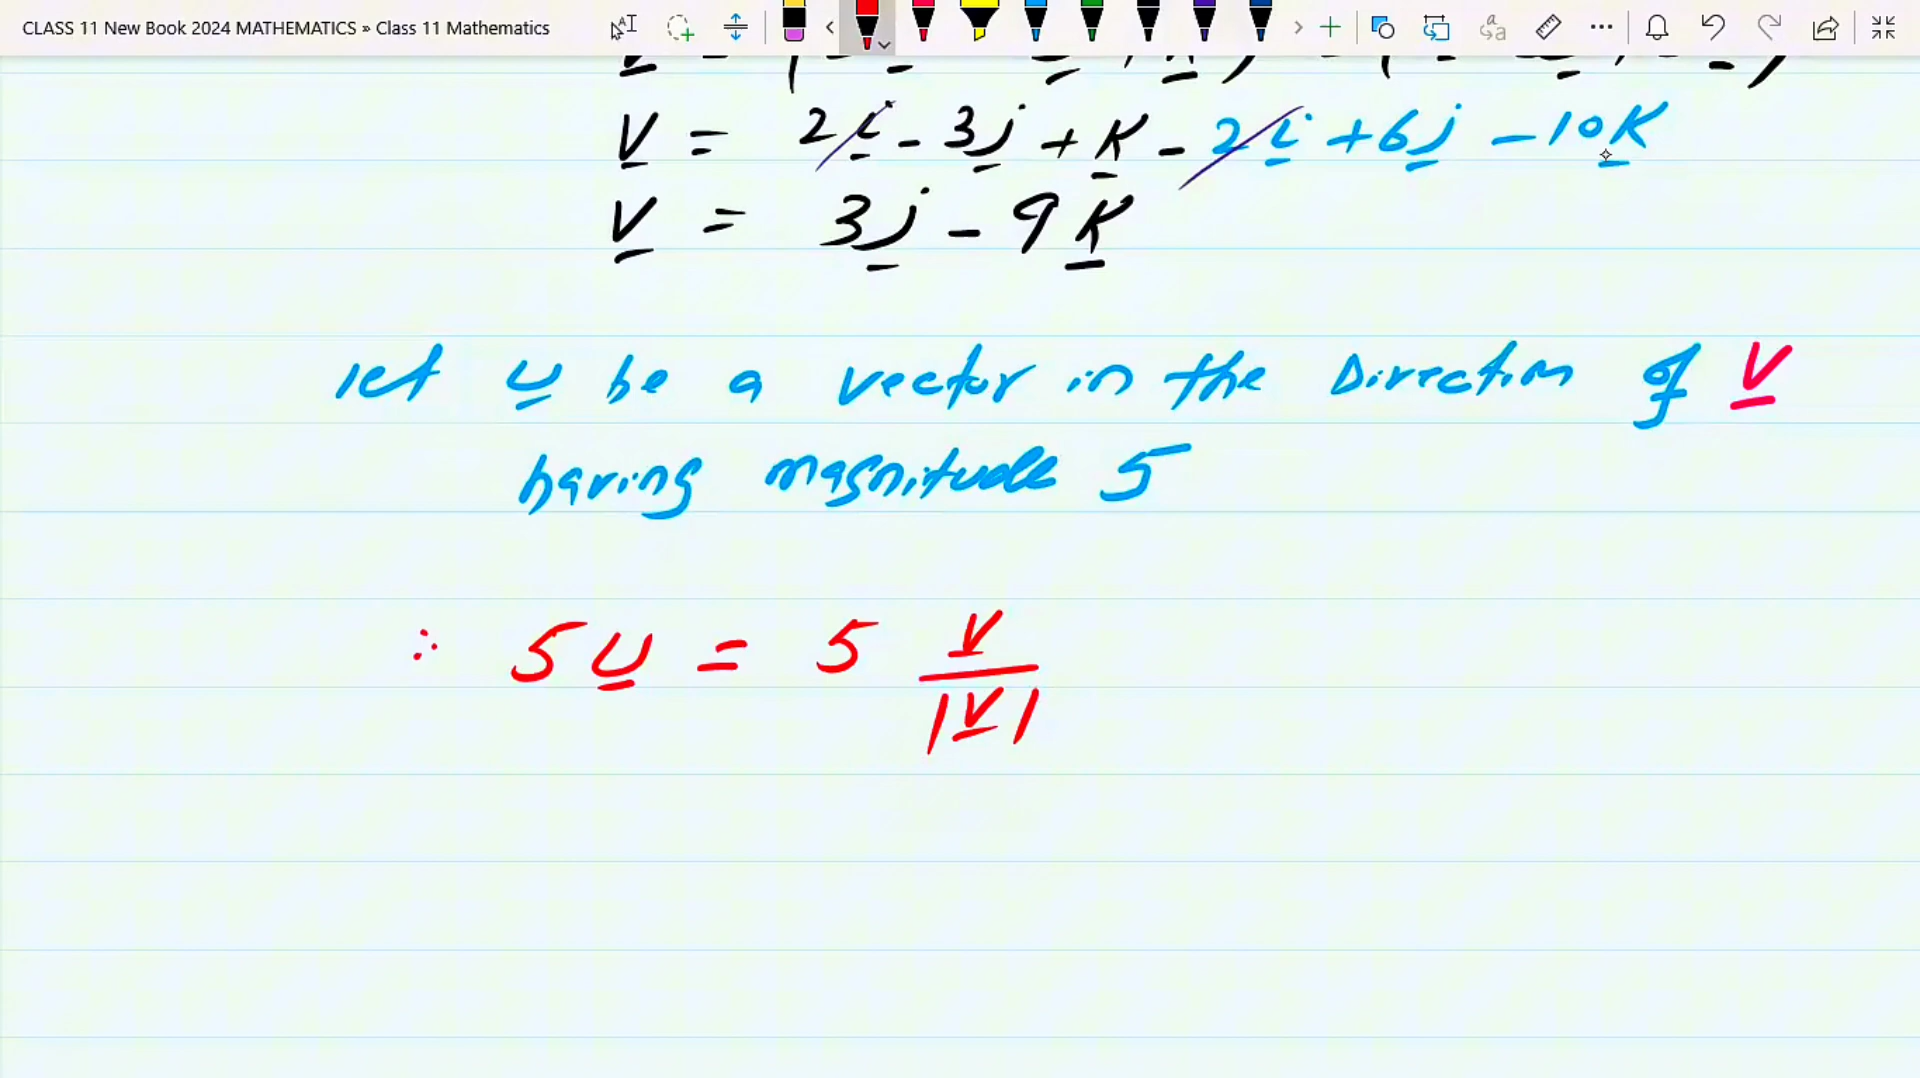 CLASS 11 New Book 2024 MATHEMATICS » Class 11 Mathematics
V = 2i - 3j + K - 2i + 6j - 10K
V = 3j - 9K
let U be a vector in the Direction of V
having magnitude 5
∴ 5U = 5 V
|V|